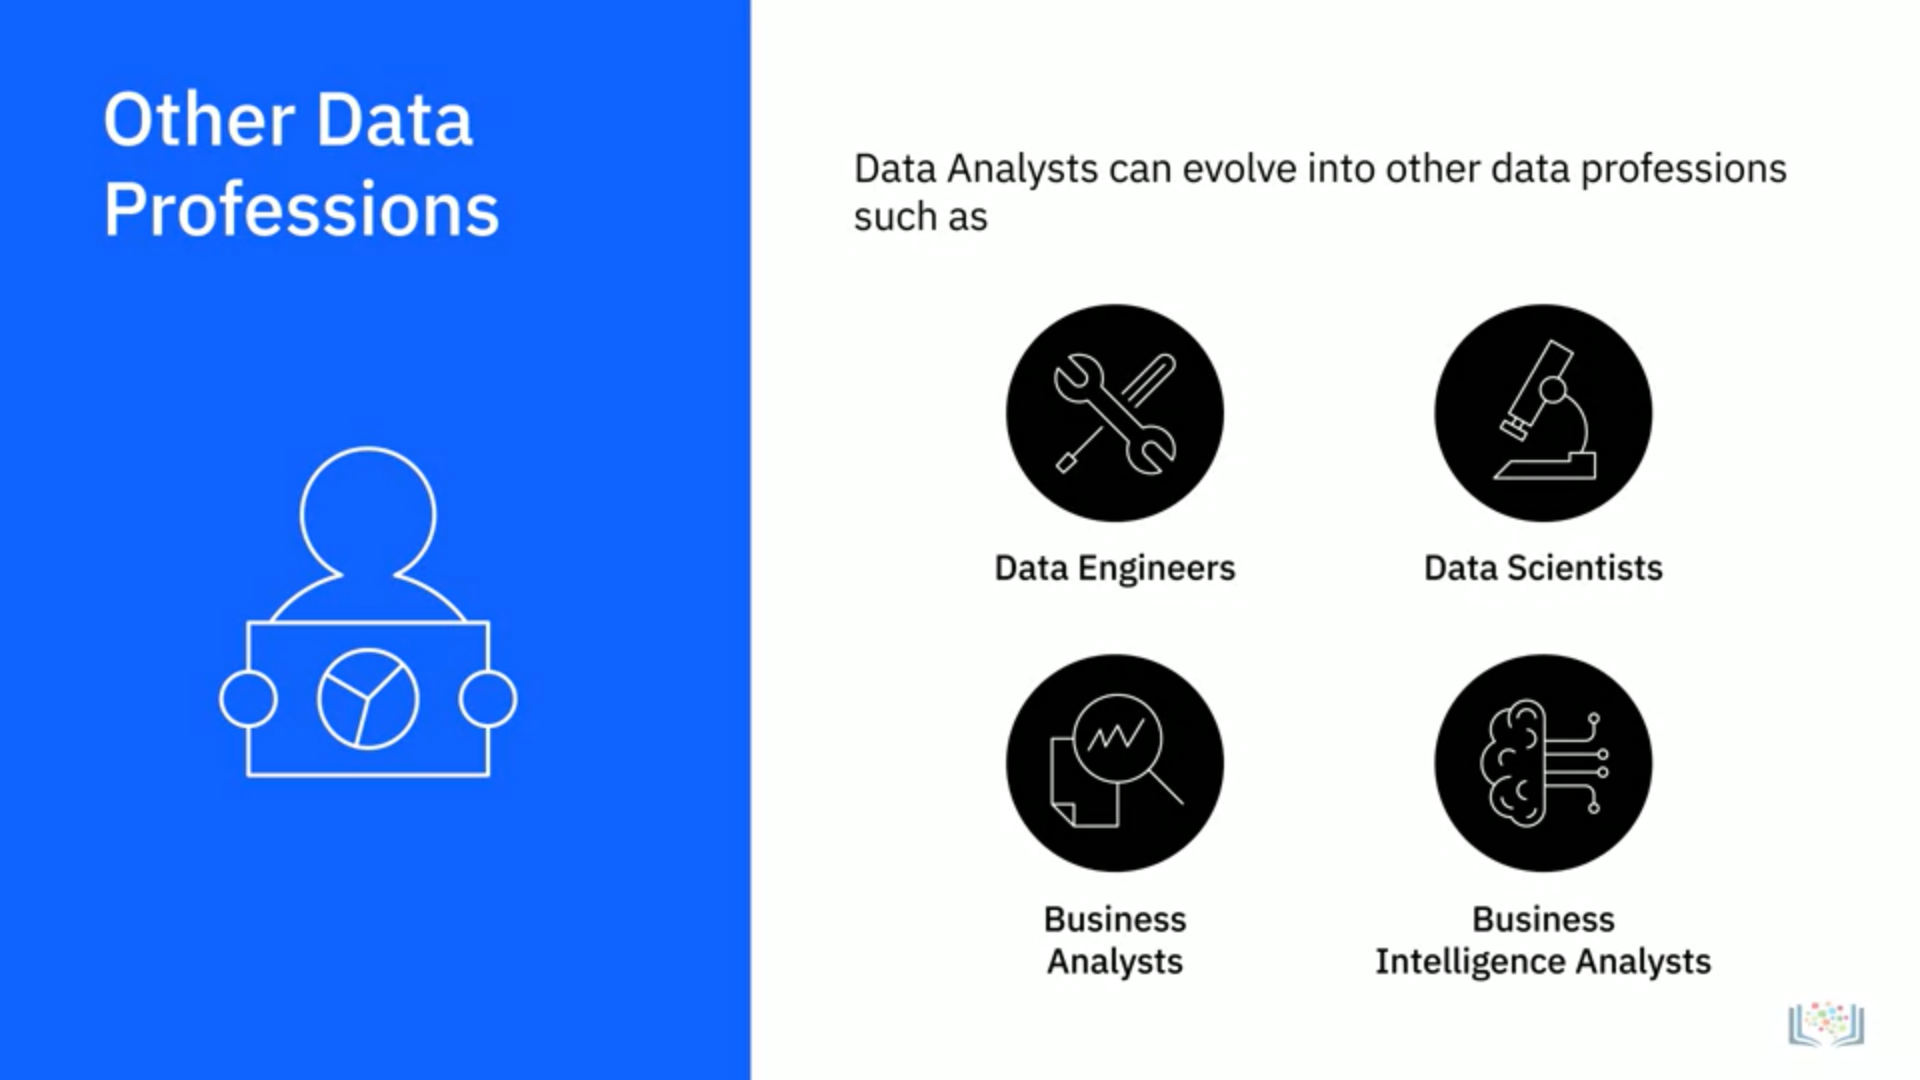 Other Data
Professions
Data Analysts can evolve into other data professions
such as
Data Engineers
Data Scientists
Business
Analysts
Business
Intelligence Analysts